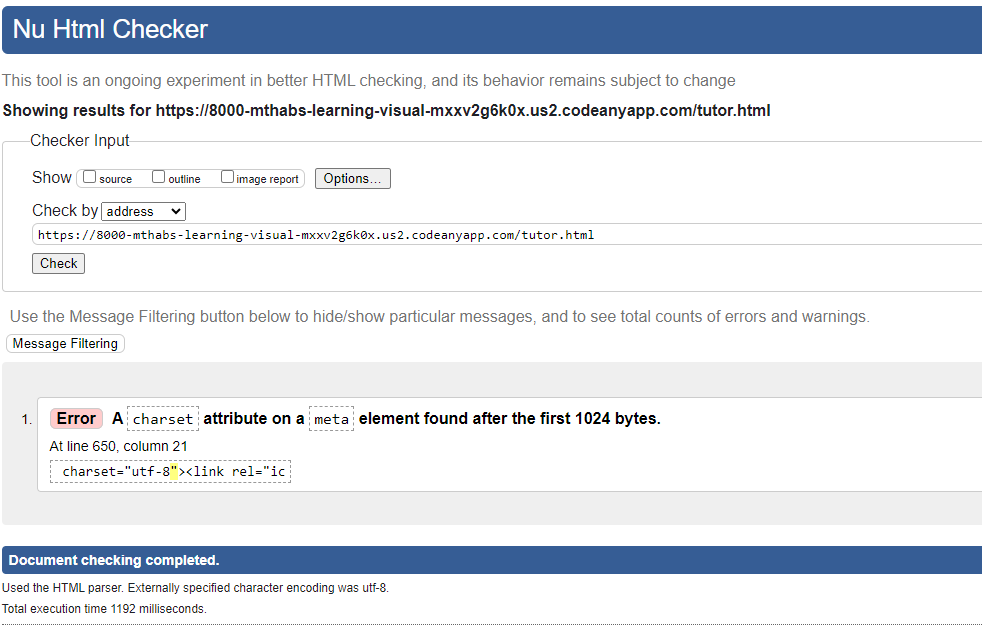 Nu Html Checker
This tool is an ongoing experiment in better HTML checking, and its behavior remains subject to change
Showing results for https://8000-mthabs-learning-visual-mxxv2g6k0x.us2.codeanyapp.com/tutor.html
Checker Input
Show source outline image report Options...
Check by address
https://8000-mthabs-learning-visual-mxxv2g6k0x.us2.codeanyapp.com/tutor.html
Check
Use the Message Filtering button below to hide/show particular messages, and to see total counts of errors and warnings.
Message Filtering
1. Error A charset attribute on a meta element found after the first 1024 bytes.
At line 650, column 21
charset="utf-8"><link rel="ic
Document checking completed.
Used the HTML parser. Externally specified character encoding was utf-8.
Total execution time 1192 milliseconds.